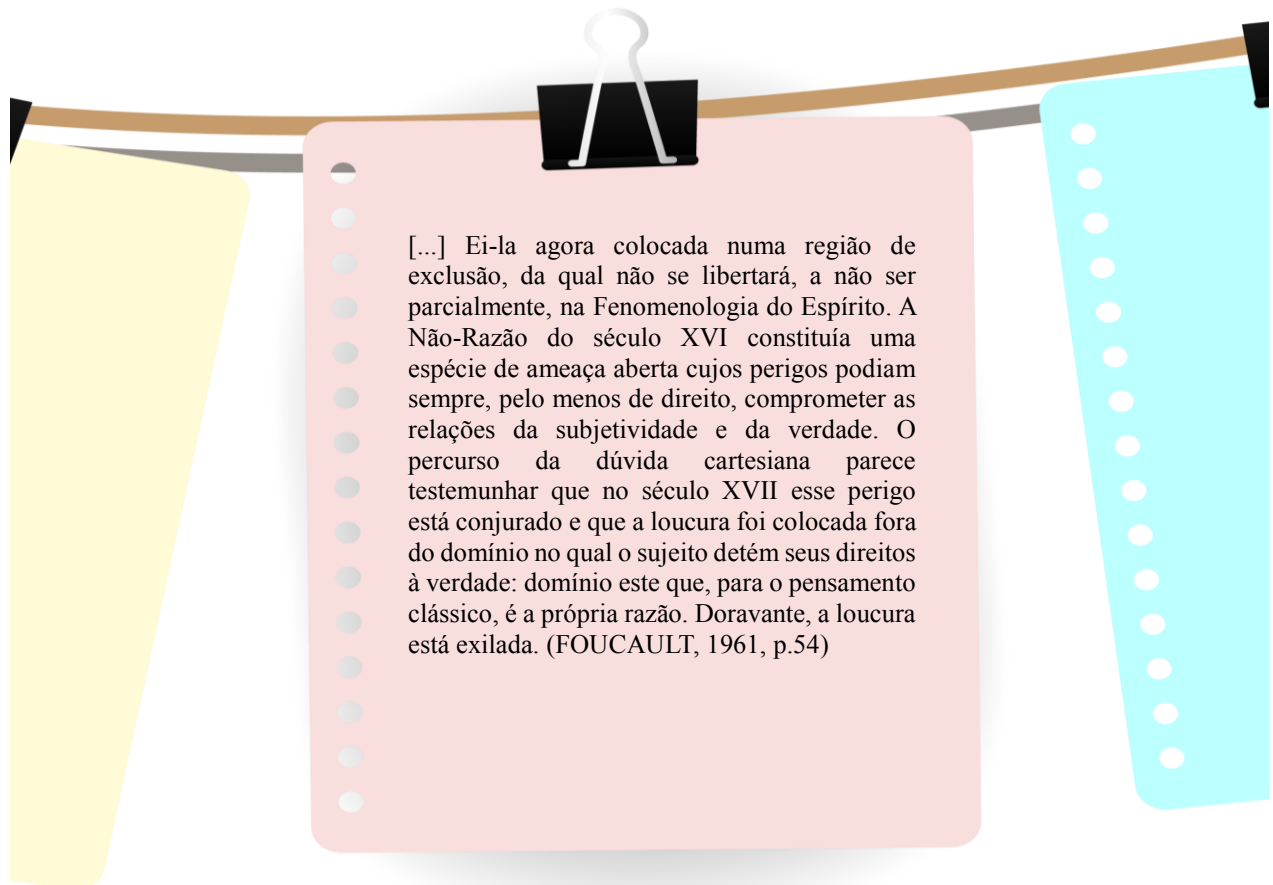 [...] Ei-la agora colocada numa região de
exclusão, da qual não se libertará, a não ser
parcialmente, na Fenomenologia do Espírito. A
Não-Razão do século XVI constituía uma
espécie de ameaça aberta cujos perigos podiam
sempre, pelo menos de direito, comprometer as
relações da subjetividade e da verdade. O
percurso da dúvida cartesiana parece
testemunhar que no século XVII esse perigo
está conjurado e que a loucura foi colocada fora
do domínio no qual o sujeito detém seus direitos
à verdade: domínio este que, para o pensamento
clássico, é a própria razão. Doravante, a loucura
está exilada. (FOUCAULT, 1961, p.54)